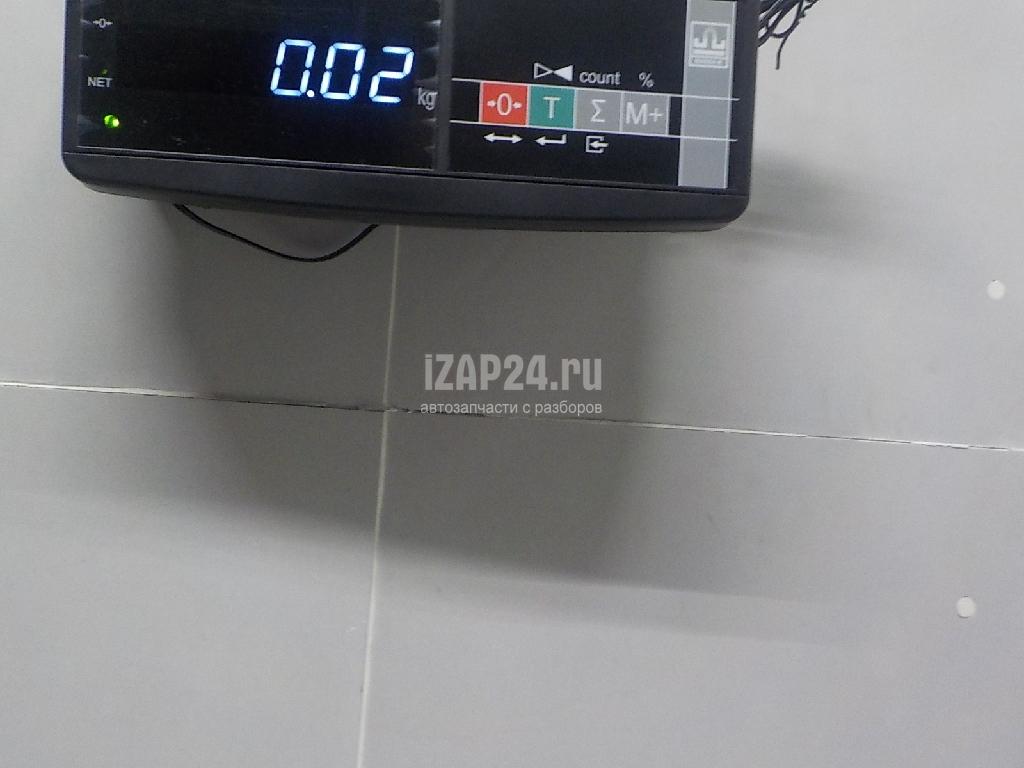 →0←
NET
0.02 kg
count %
→0← T Σ M+
iZAP24.ru
автозапчасти с разборов